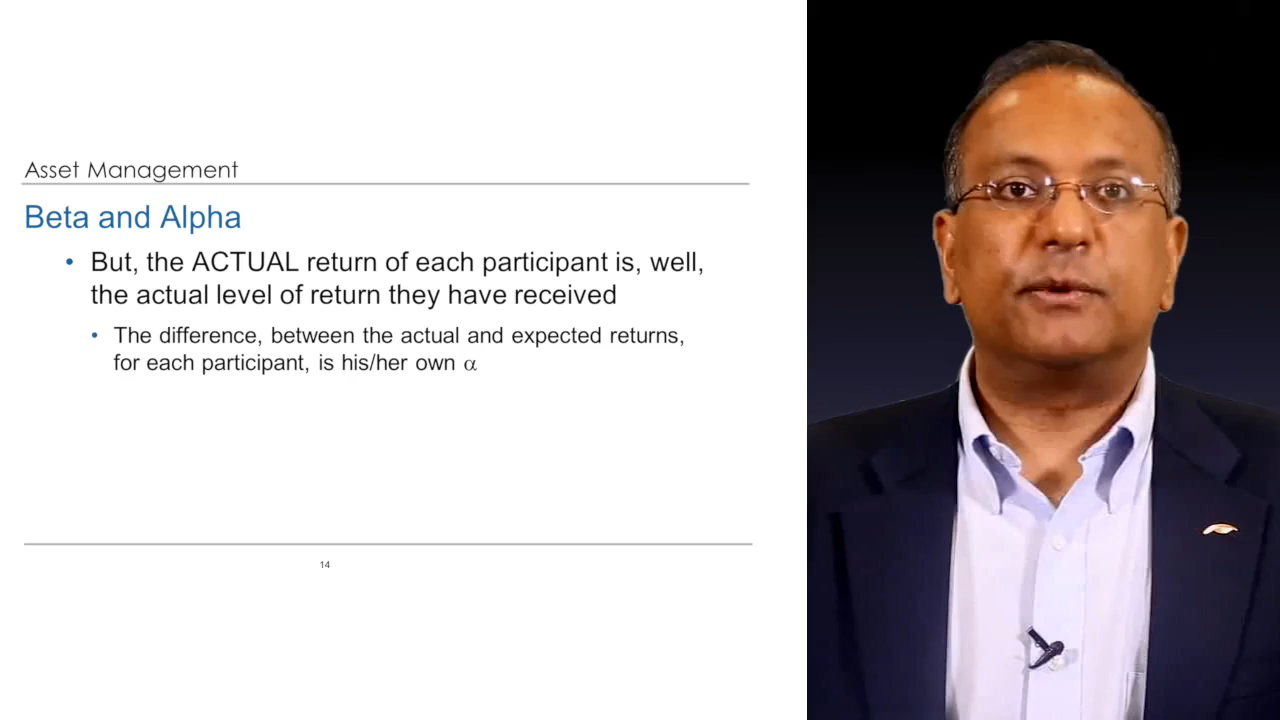 Asset Management
Beta and Alpha
• But, the ACTUAL return of each participant is, well,
the actual level of return they have received
• The difference, between the actual and expected returns,
for each participant, is his/her own α
14